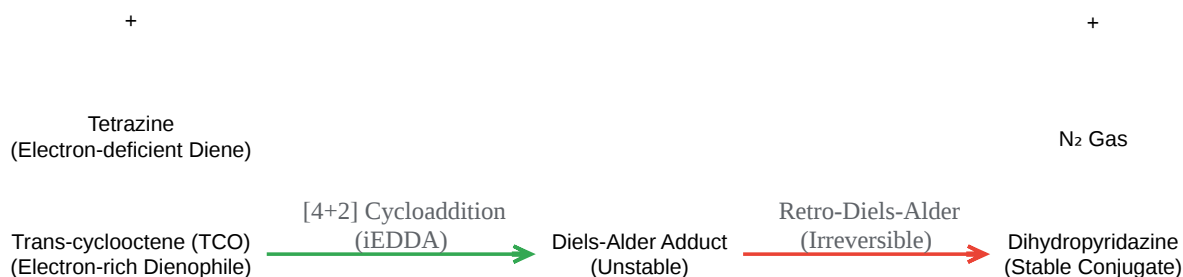 +
+
Tetrazine
(Electron-deficient Diene)
N₂ Gas
[4+2] Cycloaddition
(iEDDA)
Retro-Diels-Alder
(Irreversible)
Trans-cyclooctene (TCO)
(Electron-rich Dienophile)
Diels-Alder Adduct
(Unstable)
Dihydropyridazine
(Stable Conjugate)